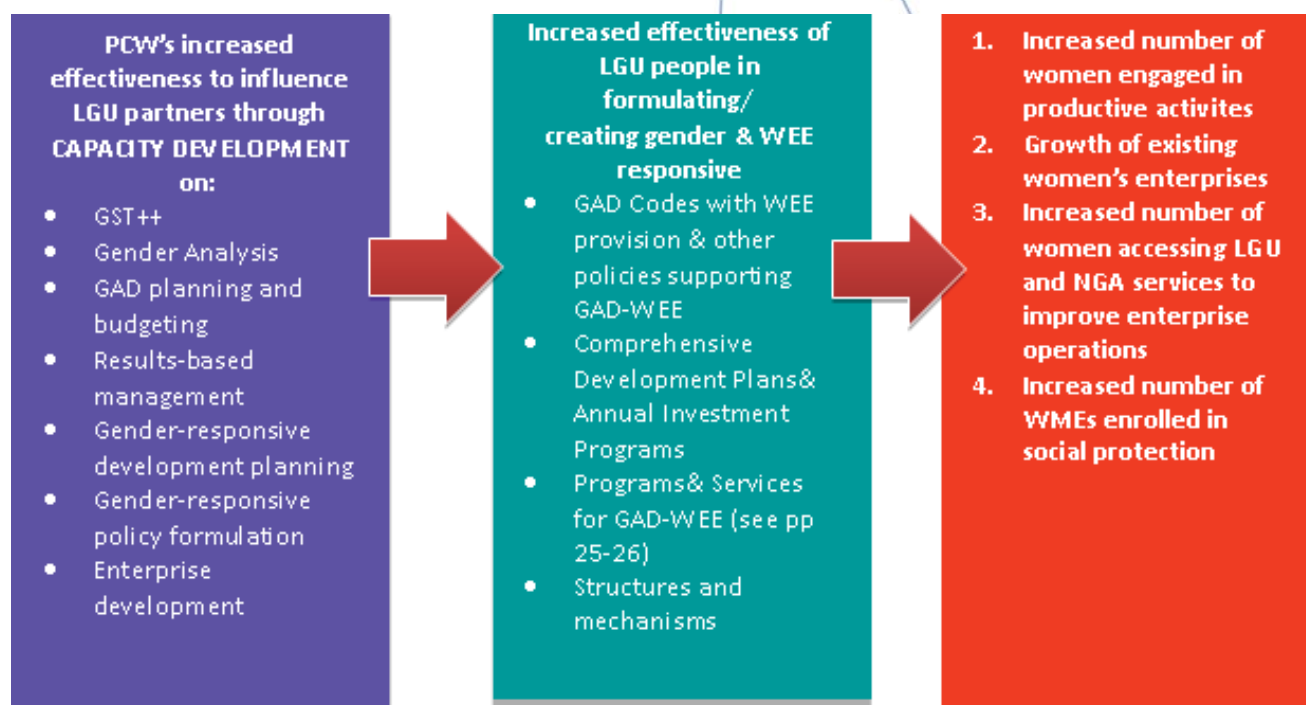 PCW's increased
effectiveness to influence
LGU partners through
CAPACITY DEVELOPMENT
on:
• GST++
• Gender Analysis
• GAD planning and
budgeting
• Results-based
management
• Gender-responsive
development planning
• Gender-responsive
policy formulation
• Enterprise
development
Increased effectiveness of
LGU people in
formulating/
creating gender & WEE
responsive
• GAD Codes with WEE
provision & other
policies supporting
GAD-WEE
• Comprehensive
Development Plans&
Annual Investment
Programs
• Programs& Services
for GAD-WEE (see pp
25-26)
• Structures and
mechanisms
1. Increased number of
women engaged in
productive activites
2. Growth of existing
women's enterprises
3. Increased number of
women accessing LGU
and NGA services to
improve enterprise
operations
4. Increased number of
WMEs enrolled in
social protection